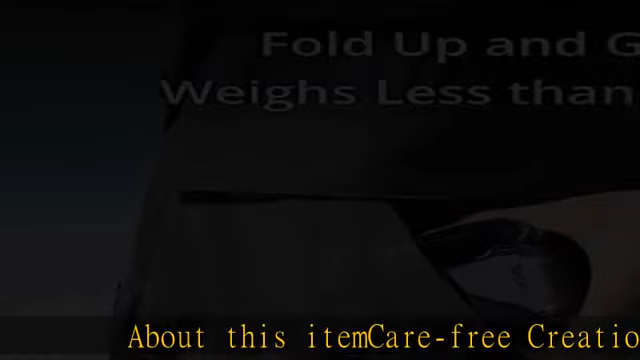 Fold Up and G
Weighs Less than
About this itemCare-free Creatio